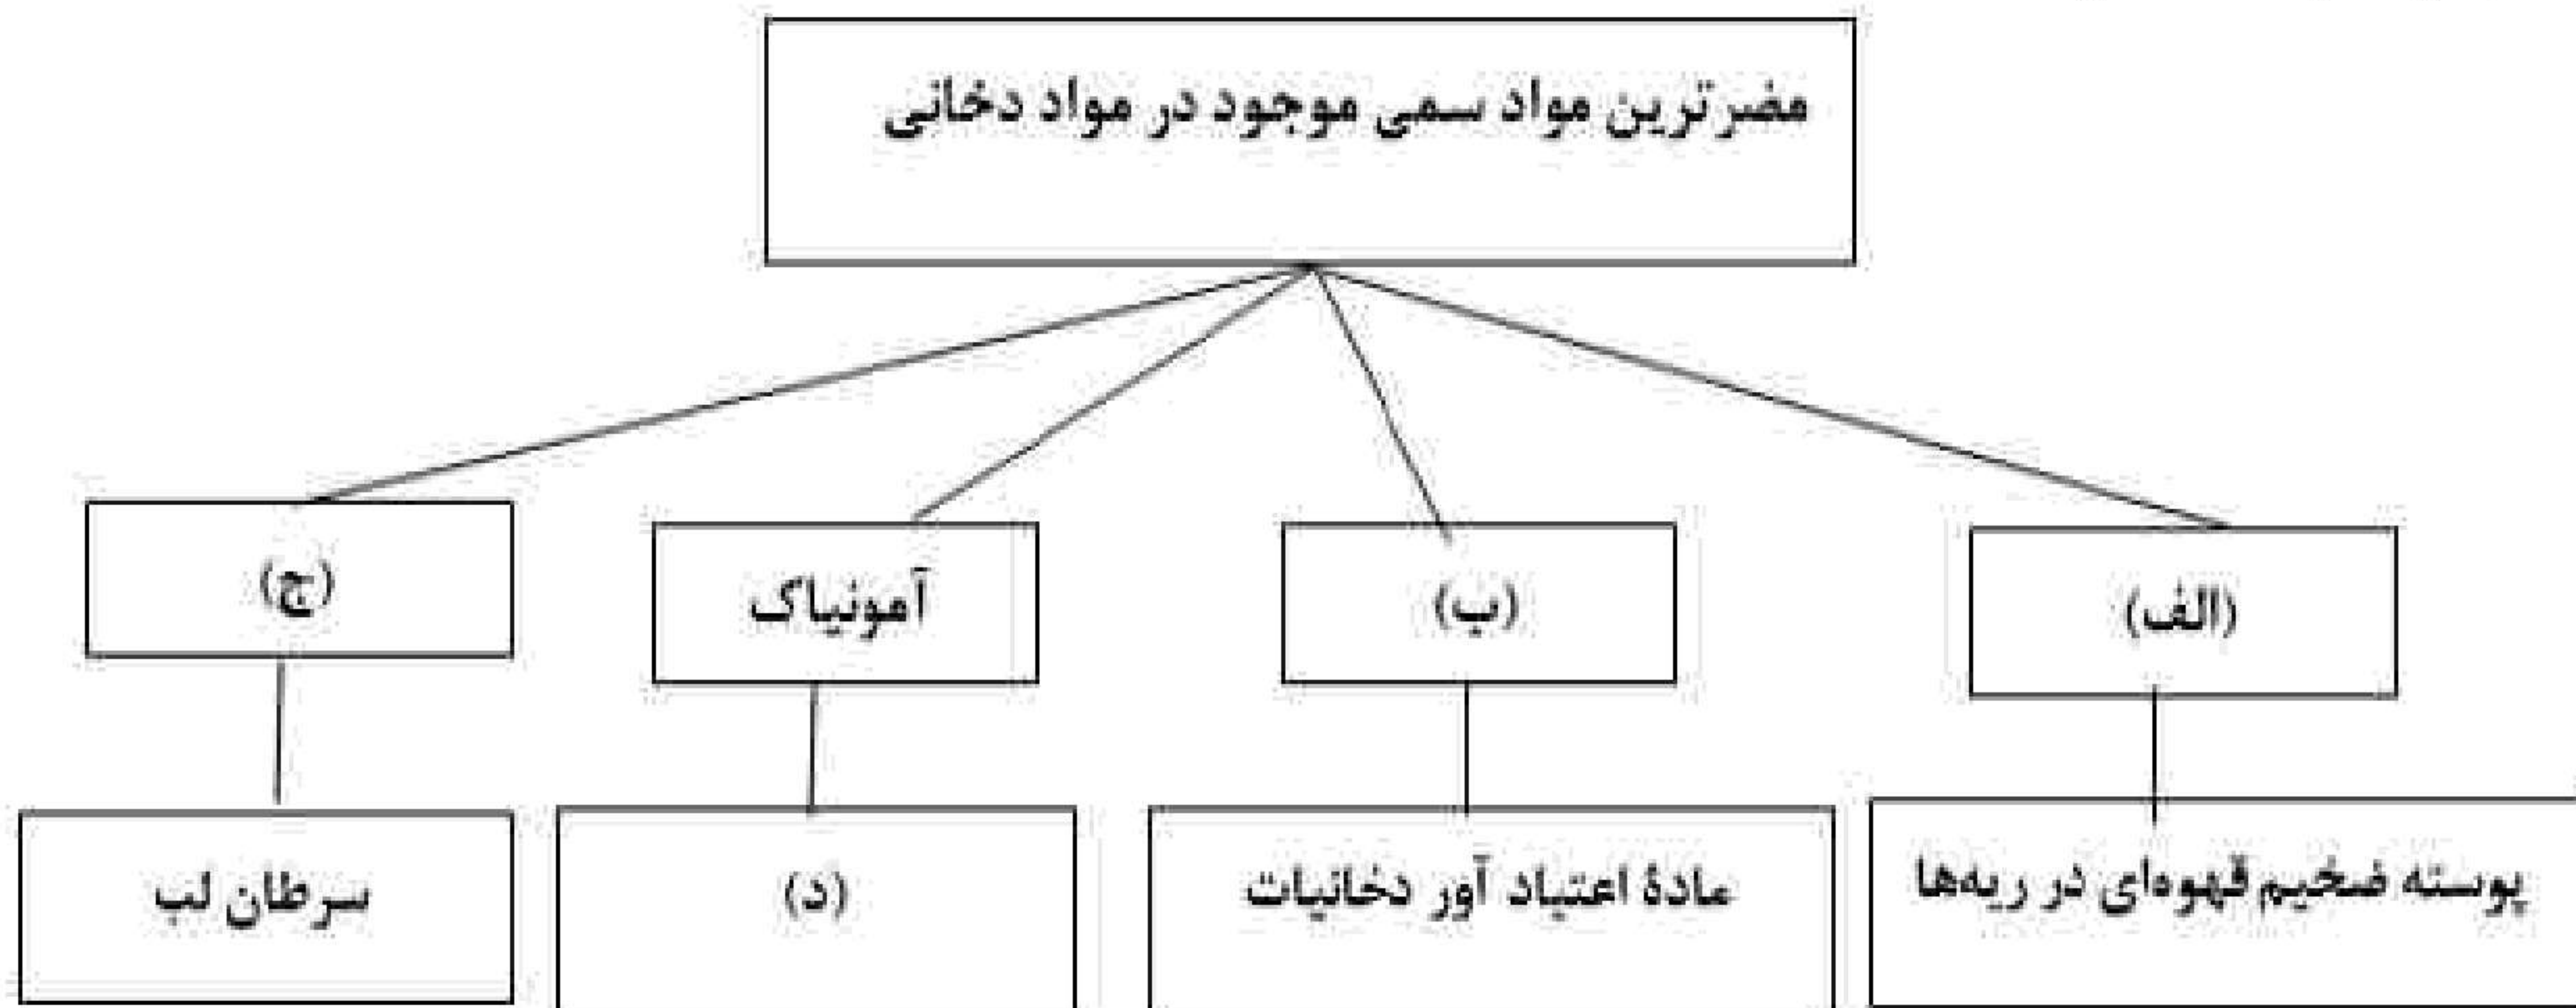 مضرترین مواد سمی موجود در مواد دخانی
(الف)
(ب)
آمونیاک
(ج)
پوسته ضخیم قهوه‌ای در ریه‌ها
مادۀ اعتیاد آور دخانیات
(د)
سرطان لب